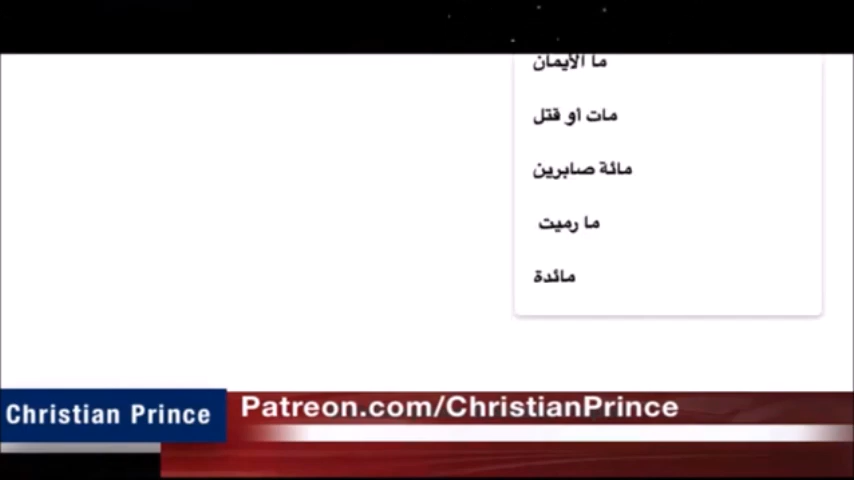 ما الأيمان
مات أو قتل
مائة صابرين
ما رميت
مائدة
Christian Prince
Patreon.com/ChristianPrince